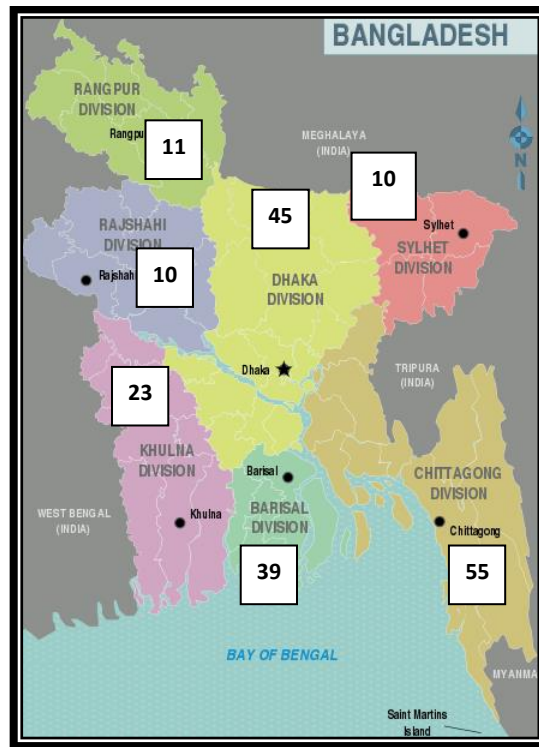 BANGLADESH
RANGPUR
DIVISION
Rangpu
11
MEGHALAYA
(INDIA)
N
10
45
Sylhet
SYLHET
DIVISION
RAJSHAHI
DIVISION
Rajshahi
10
DHAKA
DIVISION
Dhaka
TRIPURA
(INDIA)
23
KHULNA
DIVISION
Barisal
CHITTAGONG
DIVISION
WEST BENGAL
(INDIA)
Khulna
BARISAL
DIVISION
Chittagong
39
55
BAY OF BENGAL
MYANMA
Saint Martins
Island